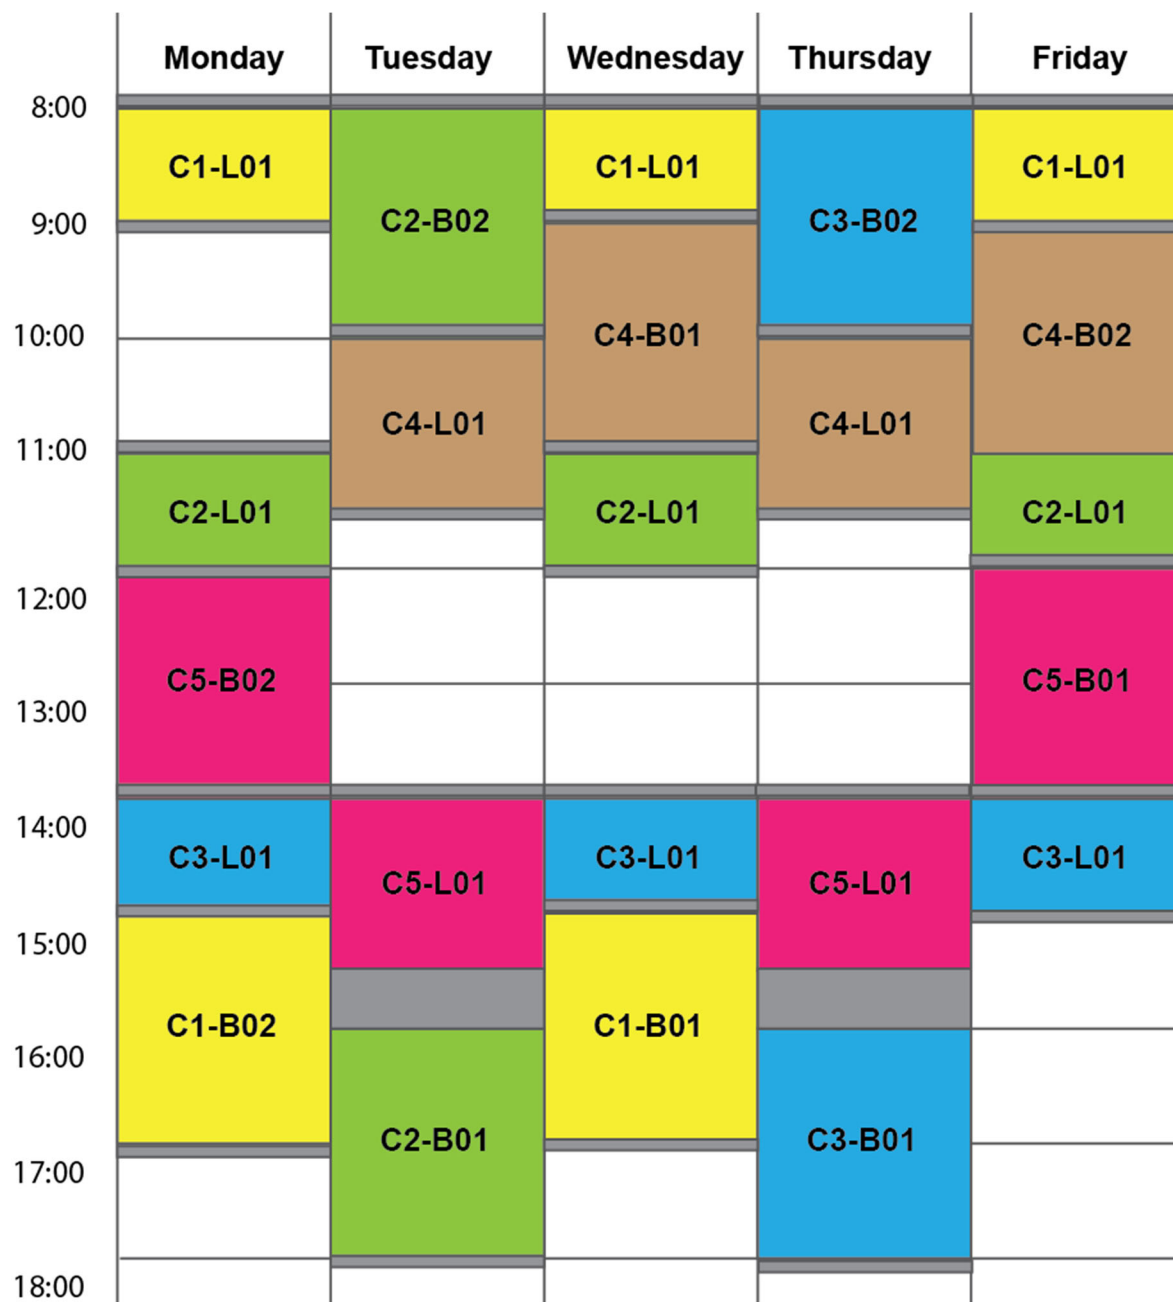 Monday Tuesday Wednesday Thursday Friday
8:00
C1-L01 C1-L01 C1-L01
9:00 C2-B02 C3-B02
10:00 C4-B01 C4-B02
C4-L01 C4-L01
11:00
C2-L01 C2-L01 C2-L01
12:00
C5-B02 C5-B01
13:00
14:00
C3-L01 C3-L01 C3-L01
C5-L01 C5-L01
15:00
C1-B02 C1-B01
16:00
C2-B01 C3-B01
17:00
18:00